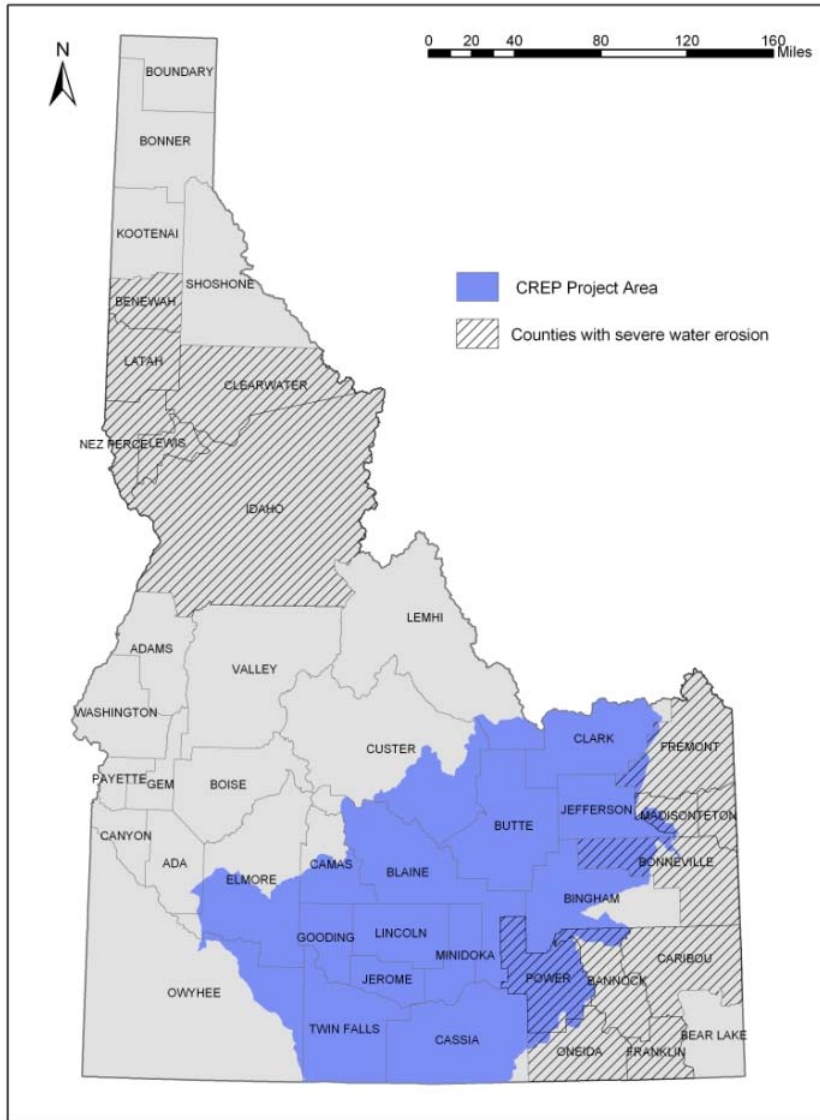 N
0 20 40 80 120 160
Miles
BOUNDARY
BONNER
KOOTENAI
SHOSHONE
CREP Project Area
BENEWAH
Counties with severe water erosion
LATAH
CLEARWATER
NEZ PERCE LEWIS
IDAHO
LEMHI
ADAMS
VALLEY
WASHINGTON
CLARK
CUSTER
FREMONT
PAYETTE GEM BOISE
JEFFERSON MADISON TETON
BUTTE
CANYON
ADA
CAMAS BLAINE
BONNEVILLE
ELMORE
BINGHAM
GOODING LINCOLN
MINIDOKA
CARIBOU
JEROME
POWER BANNOCK
OWYHEE
TWIN FALLS
CASSIA
BEAR LAKE
ONEIDA FRANKLIN